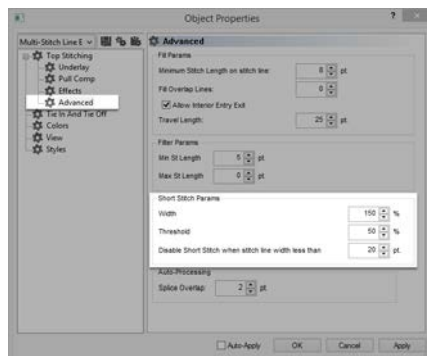 Object Properties
?
Multi-Stitch Line E
Top Stitching
Underlay
Pull Comp
Effects
Advanced
Tie In And Tie Off
Colors
View
Styles
Advanced
Fill Params
Minimum Stitch Length on stitch line: 8 pt
Fill Overlap Lines: 0
Allow Interior Entry Exit
Travel Length: 25 pt
Filter Params
Min St Length 5 pt
Max St Length 0 pt
Short Stitch Params
Width 150 %
Threshold 50 %
Disable Short Stitch when stitch line width less than 20 pt.
Auto-Processing
Splice Overlap: 2 pt
Auto-Apply OK Cancel Apply